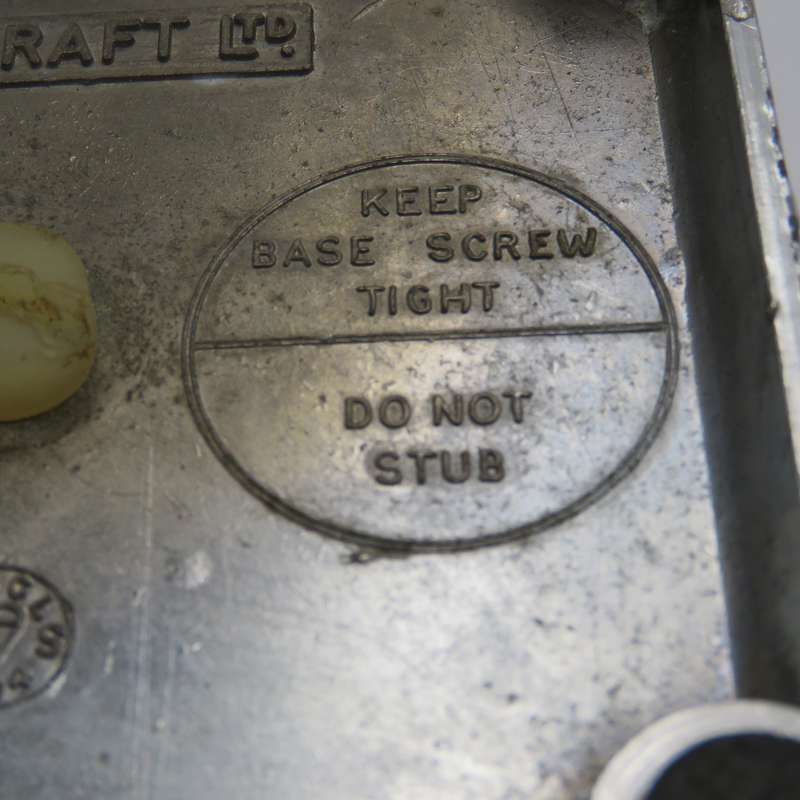 RAFT LTD.
KEEP
BASE SCREW
TIGHT
DO NOT
STUB